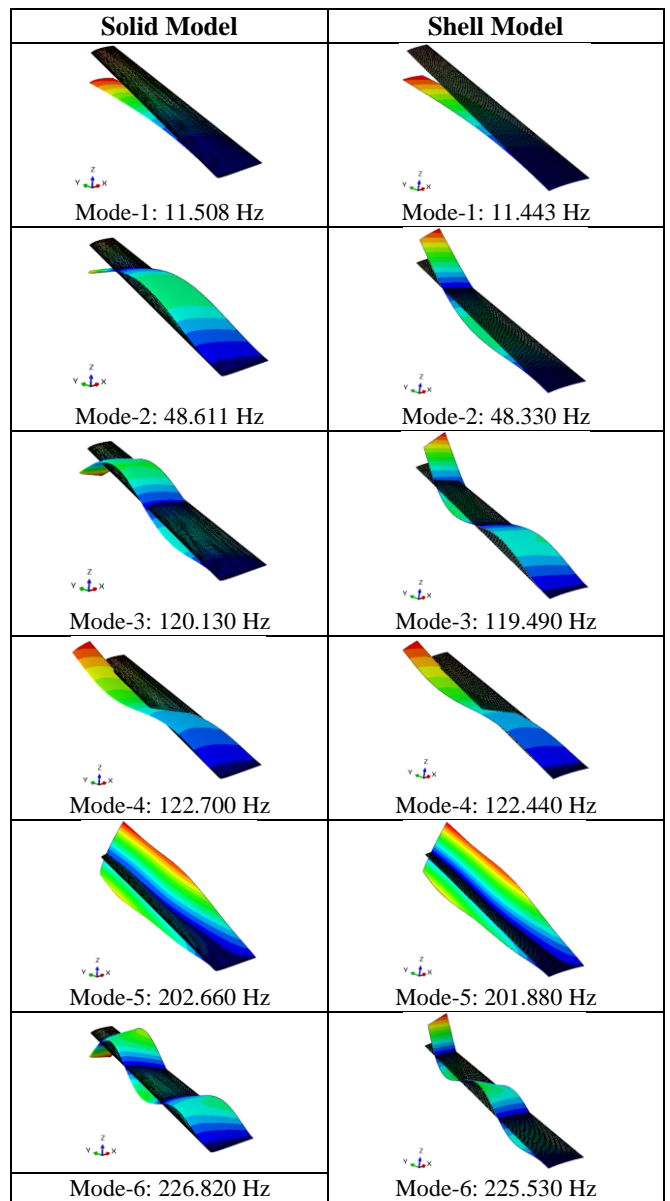 Solid Model
Shell Model
Z
Y X
Mode-1: 11.508 Hz
Z
Y X
Mode-1: 11.443 Hz
Z
Y X
Mode-2: 48.611 Hz
Z
Y X
Mode-2: 48.330 Hz
Z
Y X
Mode-3: 120.130 Hz
Z
Y X
Mode-3: 119.490 Hz
Z
Y X
Mode-4: 122.700 Hz
Z
Y X
Mode-4: 122.440 Hz
Z
Y X
Mode-5: 202.660 Hz
Z
Y X
Mode-5: 201.880 Hz
Z
Y X
Mode-6: 226.820 Hz
Z
Y X
Mode-6: 225.530 Hz